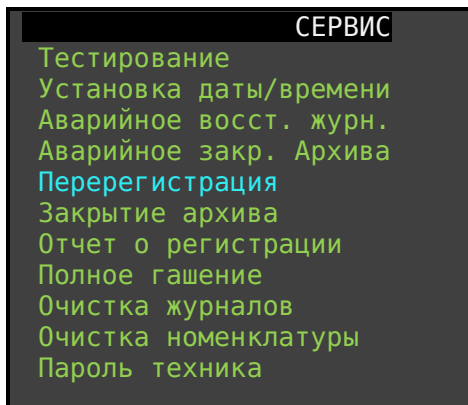 СЕРВИС
Тестирование
Установка даты/времени
Аварийное восст. журн.
Аварийное закр. Архива
Перерегистрация
Закрытие архива
Отчет о регистрации
Полное гашение
Очистка журналов
Очистка номенклатуры
Пароль техника